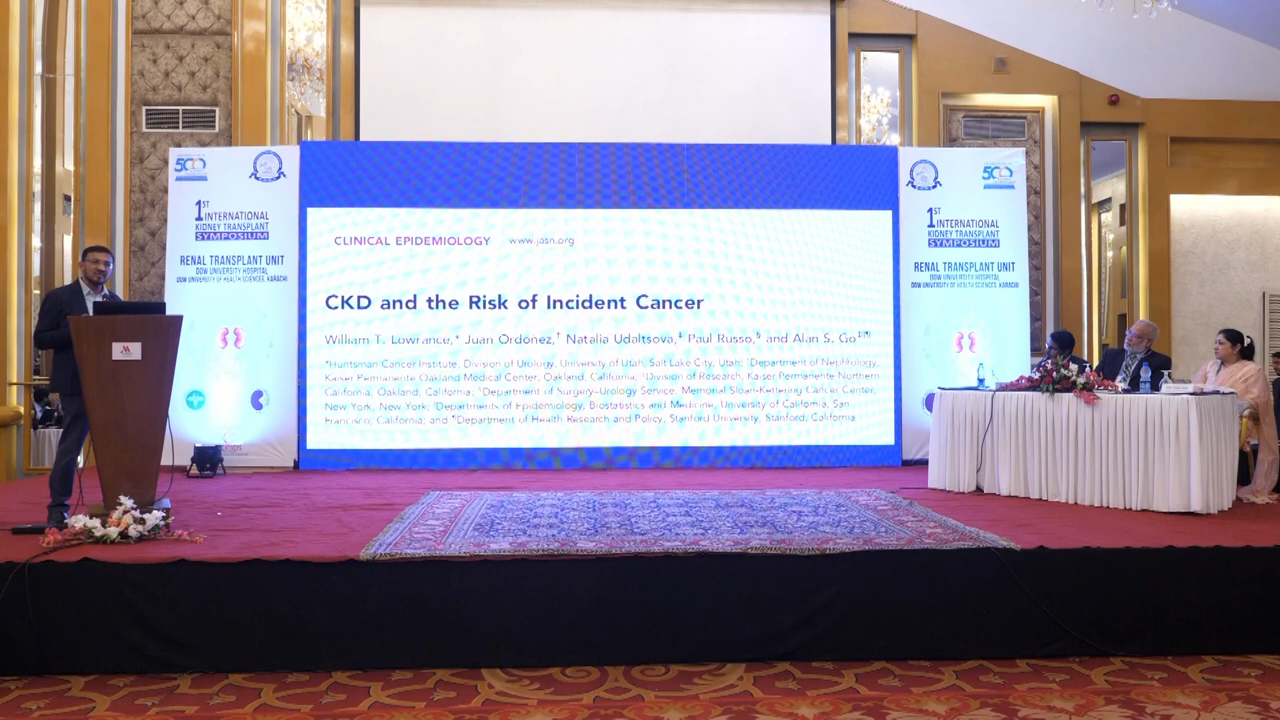 500
1ST
INTERNATIONAL
KIDNEY TRANSPLANT
SYMPOSIUM
RENAL TRANSPLANT UNIT
DOW UNIVERSITY HOSPITAL
DOW UNIVERSITY OF HEALTH SCIENCES, KARACHI
CLINICAL EPIDEMIOLOGY www.jasn.org
CKD and the Risk of Incident Cancer
William T. Lowrance,* Juan Ordonez,† Natalia Udaltsova,‡ Paul Russo,§ and Alan S. Go‡‖¶
*Huntsman Cancer Institute, Division of Urology, University of Utah, Salt Lake City, Utah; †Department of Nephrology,
Kaiser Permanente Oakland Medical Center, Oakland, California; ‡Division of Research, Kaiser Permanente Northern
California, Oakland, California; §Department of Surgery-Urology Service, Memorial Sloan-Kettering Cancer Center,
New York, New York; ‖Departments of Epidemiology, Biostatistics and Medicine, University of California, San
Francisco, California; and ¶Department of Health Research and Policy, Stanford University, Stanford, California
500
1ST
INTERNATIONAL
KIDNEY TRANSPLANT
SYMPOSIUM
RENAL TRANSPLANT UNIT
DOW UNIVERSITY HOSPITAL
DOW UNIVERSITY OF HEALTH SCIENCES, KARACHI